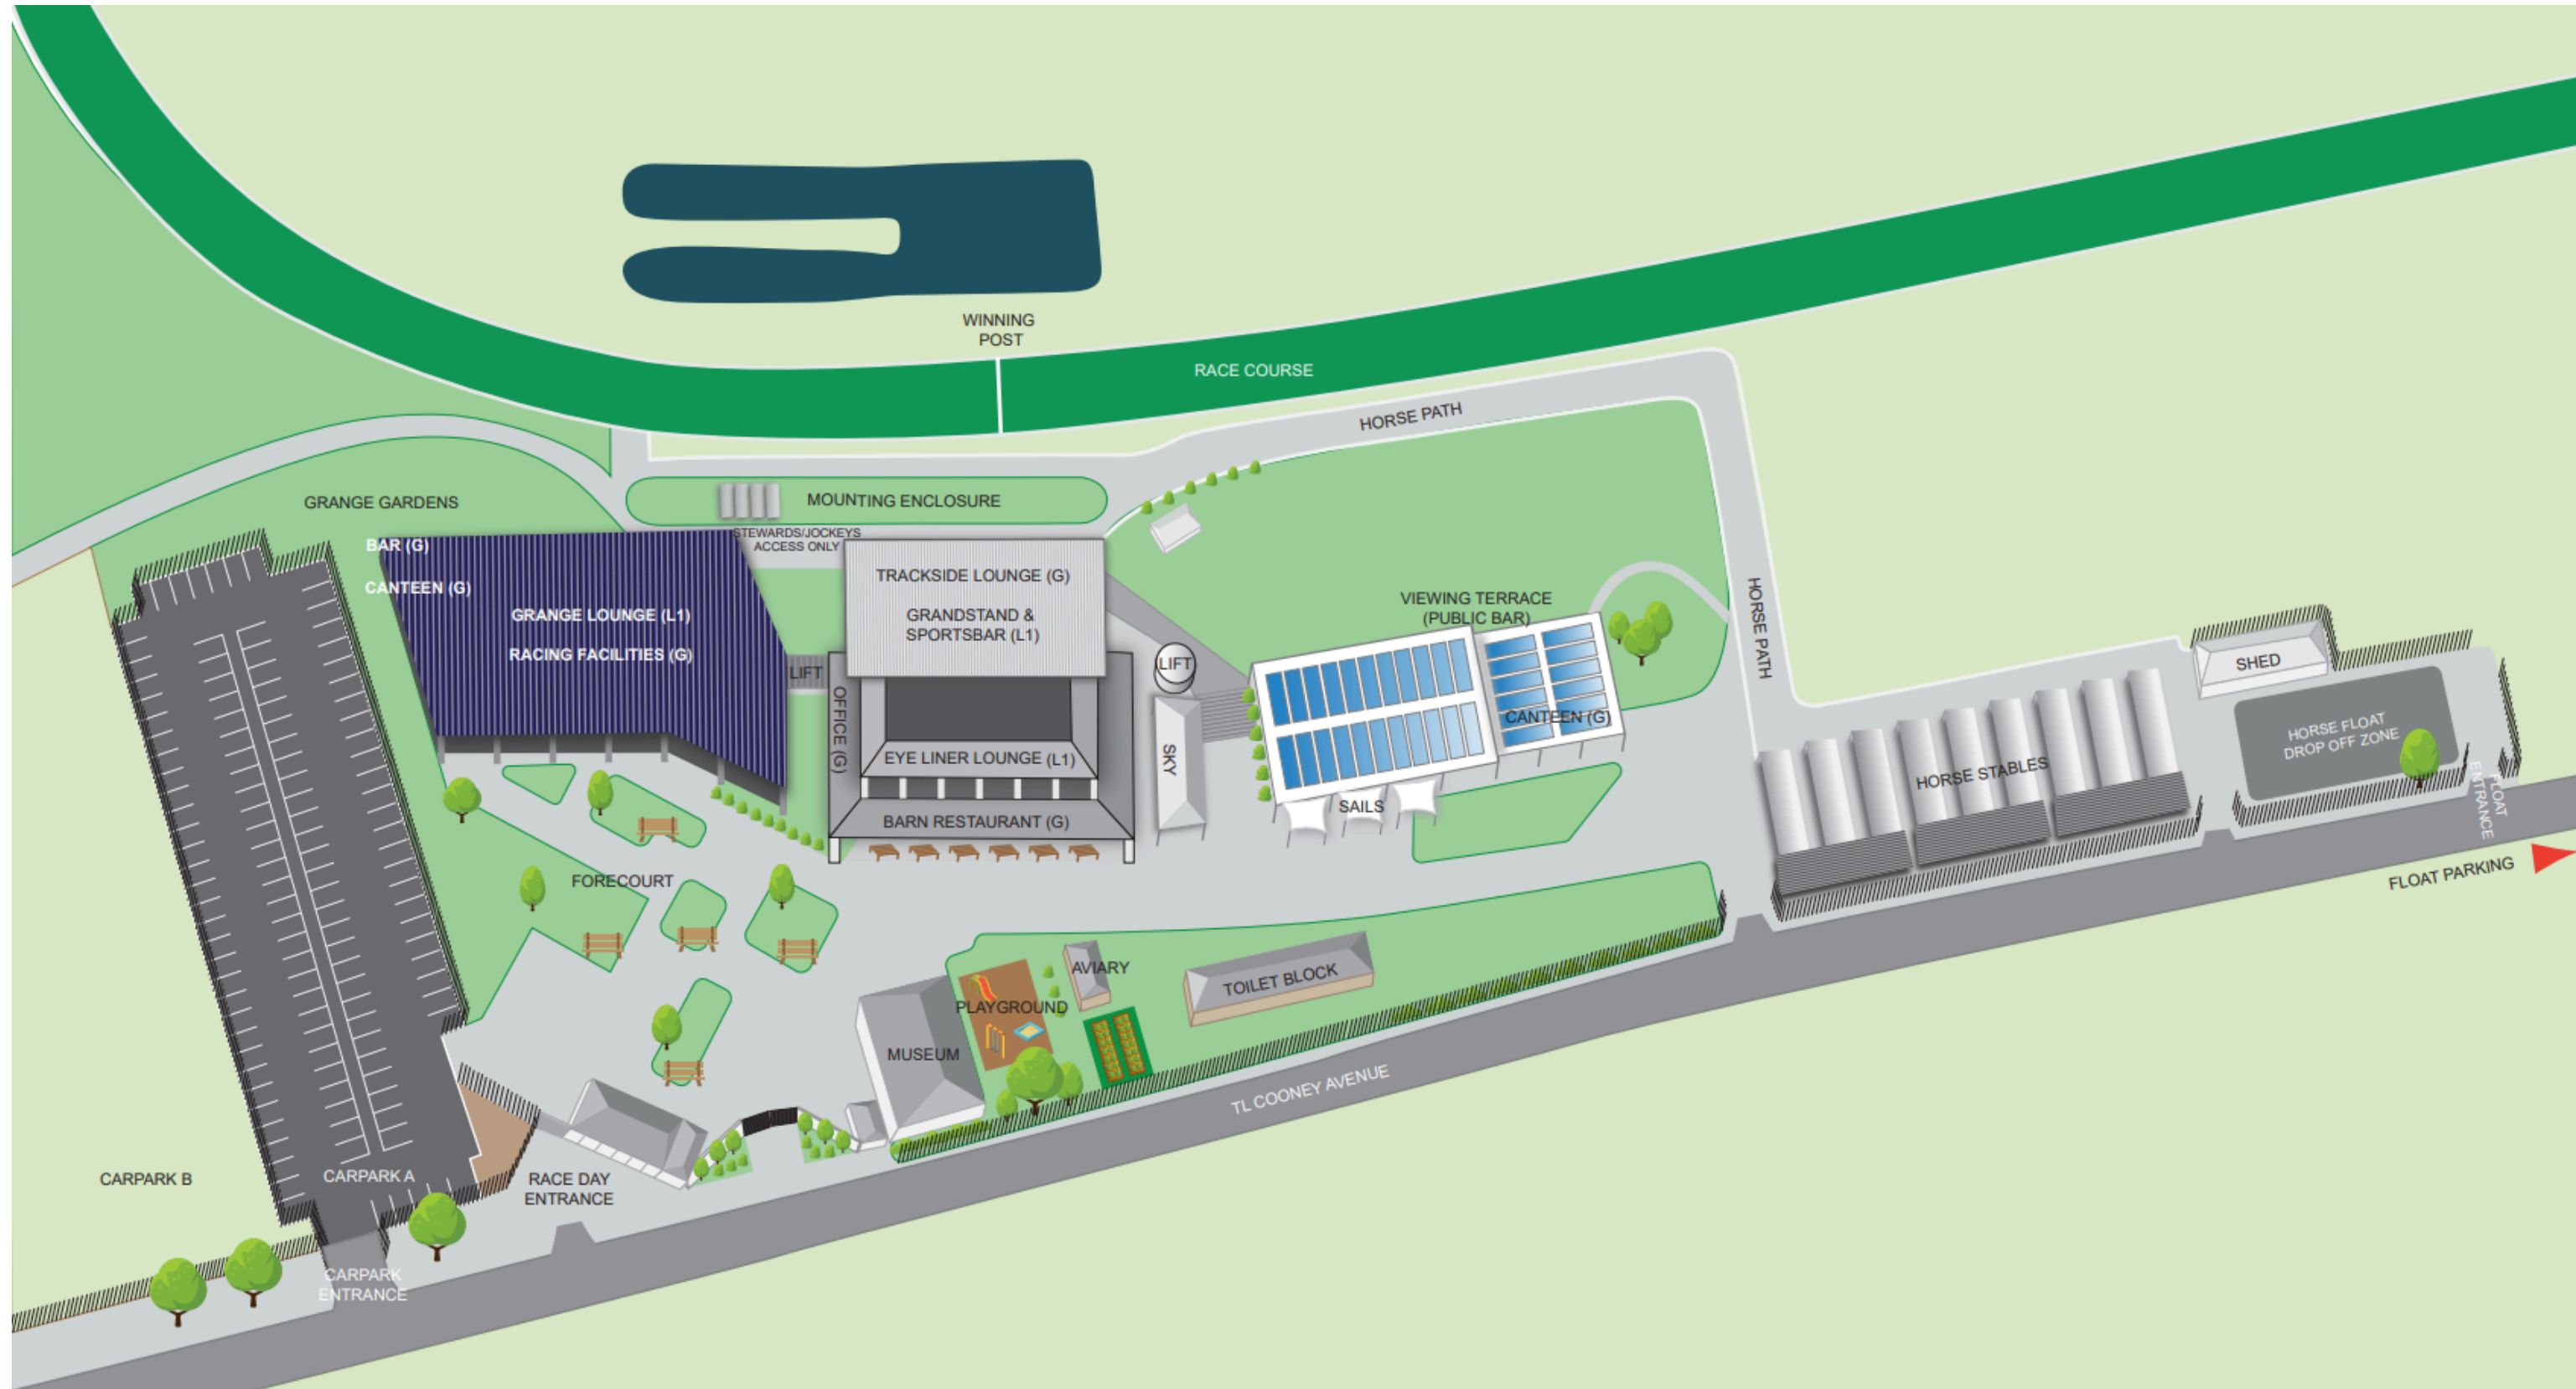 WINNING
POST
RACE COURSE
HORSE PATH
GRANGE GARDENS
MOUNTING ENCLOSURE
STEWARDS/JOCKEYS
ACCESS ONLY
BAR (G)
CANTEEN (G)
GRANGE LOUNGE (L1)
RACING FACILITIES (G)
TRACKSIDE LOUNGE (G)
GRANDSTAND &
SPORTSBAR (L1)
LIFT
OFFICE (G)
EYE LINER LOUNGE (L1)
BARN RESTAURANT (G)
LIFT
SKY
VIEWING TERRACE
(PUBLIC BAR)
CANTEEN (G)
SAILS
HORSE PATH
HORSE STABLES
SHED
HORSE FLOAT
DROP OFF ZONE
FLOAT
ENTRANCE
FLOAT PARKING
FORECOURT
AVIARY
PLAYGROUND
TOILET BLOCK
MUSEUM
TL COONEY AVENUE
CARPARK B
CARPARK A
RACE DAY
ENTRANCE
CARPARK
ENTRANCE